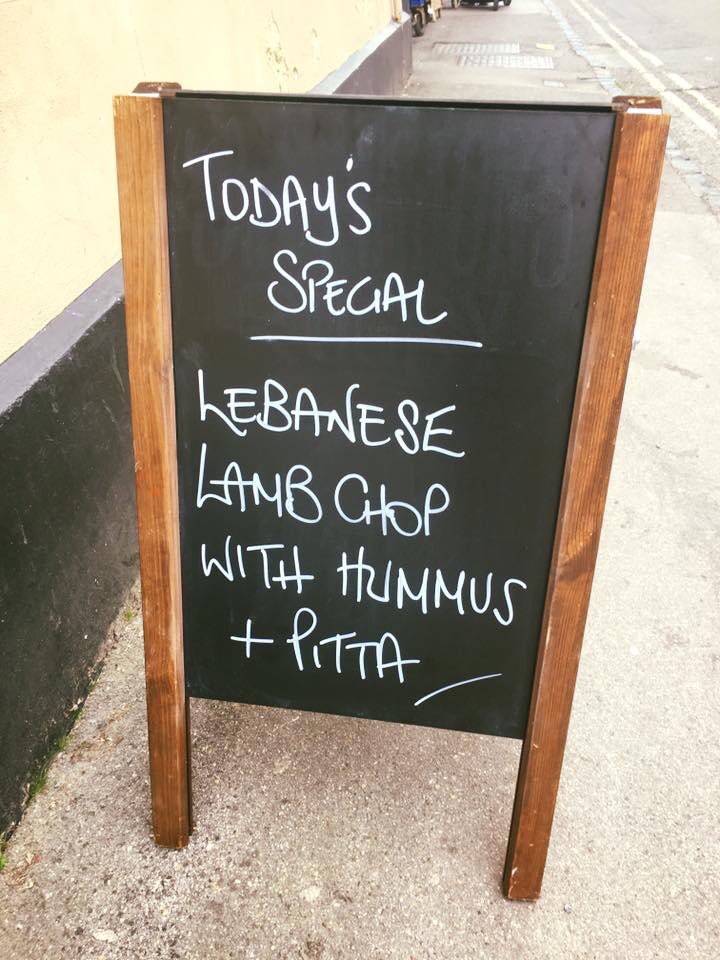 TODAY'S
SPECIAL
LEBANESE
LAMB CHOP
WITH HUMMUS
+ PITTA